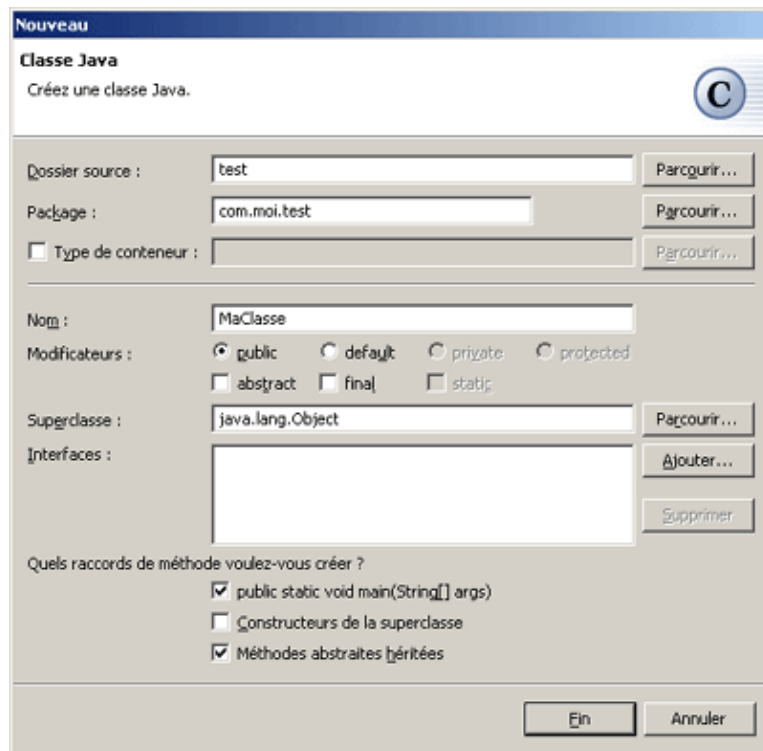 Nouveau
Classe Java
Créez une classe Java.
C
Dossier source : test Parcourir...
Package : com.moi.test Parcourir...
Type de conteneur : Parcourir...
Nom : MaClasse
Modificateurs : public default private protected
abstract final static
Superclasse : java.lang.Object Parcourir...
Interfaces : Ajouter...
Supprimer
Quels raccords de méthode voulez-vous créer ?
public static void main(String[] args)
Constructeurs de la superclasse
Méthodes abstraites héritées
Fin Annuler